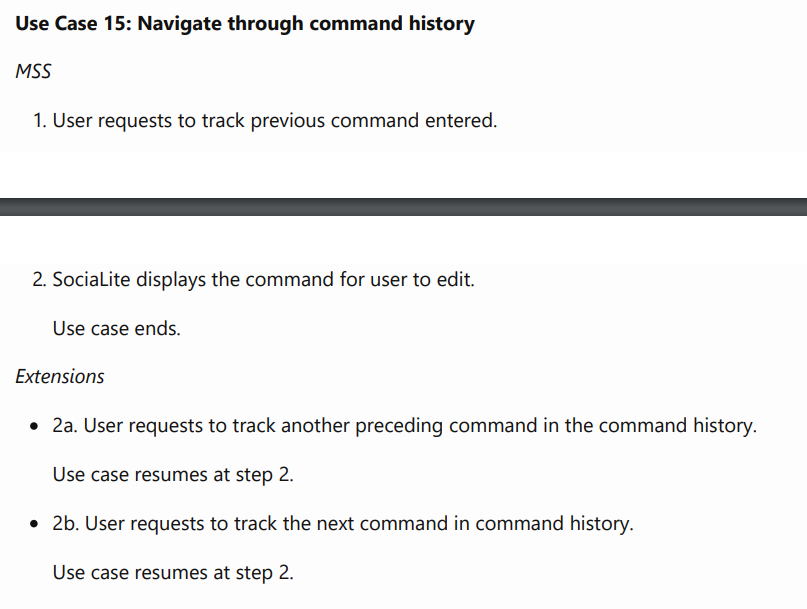 Use Case 15: Navigate through command history
MSS
1. User requests to track previous command entered.
2. SociaLite displays the command for user to edit.
Use case ends.
Extensions
• 2a. User requests to track another preceding command in the command history.
Use case resumes at step 2.
• 2b. User requests to track the next command in command history.
Use case resumes at step 2.